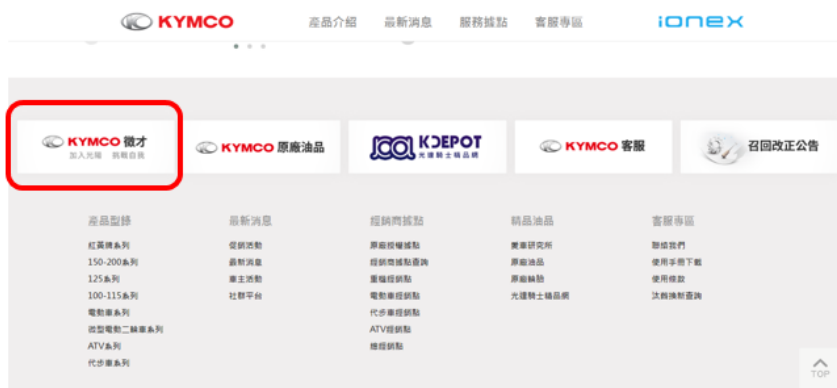 KYMCO 產品介紹 最新消息 服務據點 客服專區 ionex
KYMCO 徵才
加入光陽 挑戰自我
KYMCO 原廠油品
KDEPOT
光陽騎士精品網
KYMCO 客服
召回改正公告
產品型錄
紅黃牌系列
150-200系列
125系列
100-115系列
電動車系列
微型電動二輪車系列
ATV系列
代步車系列
最新消息
促銷活動
最新消息
車主活動
社群平台
經銷商據點
原廠授權據點
經銷商據點查詢
重機經銷點
電動車經銷點
代步車經銷點
ATV經銷點
總經銷點
精品油品
愛車研究所
原廠油品
原廠輪胎
光陽騎士精品網
客服專區
聯絡我們
使用手冊下載
使用條款
汰舊換新查詢
TOP